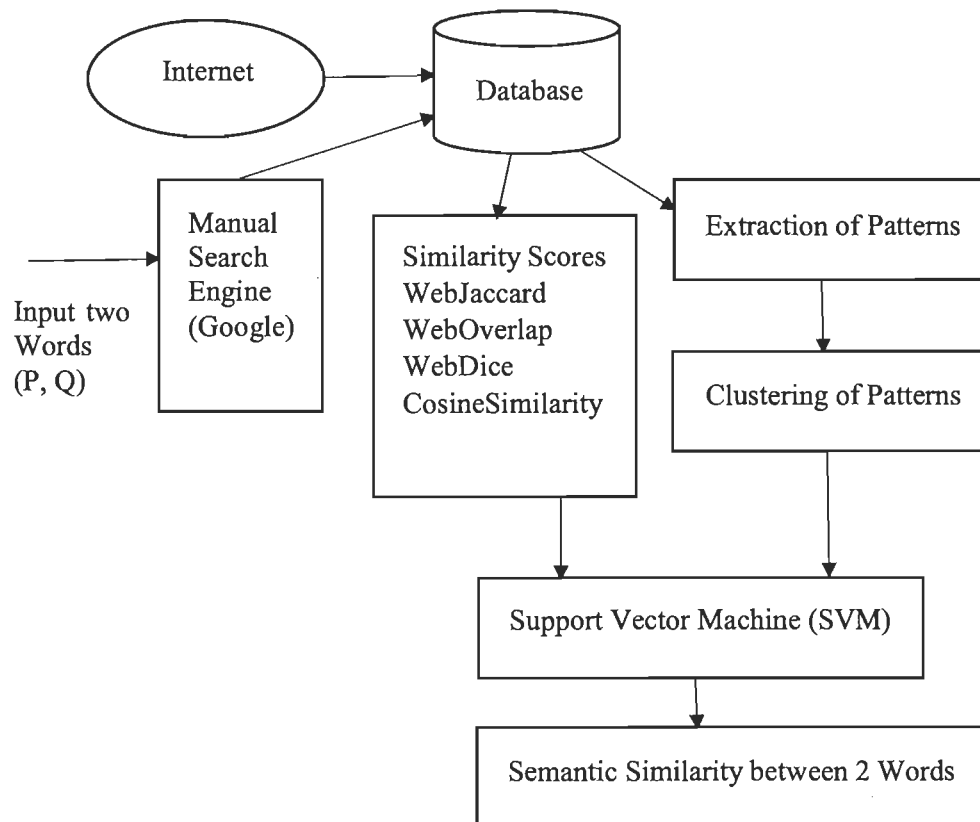 Internet
Database
Manual
Search
Engine
(Google)
Input two
Words
(P, Q)
Similarity Scores
WebJaccard
WebOverlap
WebDice
CosineSimilarity
Extraction of Patterns
Clustering of Patterns
Support Vector Machine (SVM)
Semantic Similarity between 2 Words